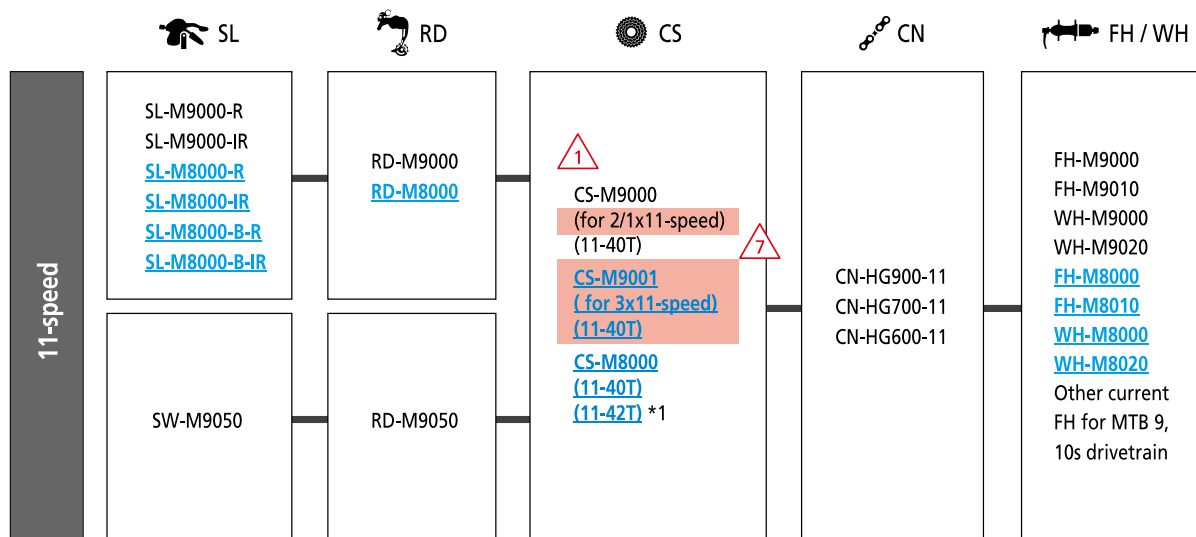 SL
RD
CS
CN
FH / WH
11-speed
SL-M9000-R
SL-M9000-IR
SL-M8000-R
SL-M8000-IR
SL-M8000-B-R
SL-M8000-B-IR
RD-M9000
RD-M8000
SW-M9050
RD-M9050
1
CS-M9000
(for 2/1x11-speed)
(11-40T)
7
CS-M9001
( for 3x11-speed)
(11-40T)
CS-M8000
(11-40T)
(11-42T) *1
CN-HG900-11
CN-HG700-11
CN-HG600-11
FH-M9000
FH-M9010
WH-M9000
WH-M9020
FH-M8000
FH-M8010
WH-M8000
WH-M8020
Other current
FH for MTB 9,
10s drivetrain